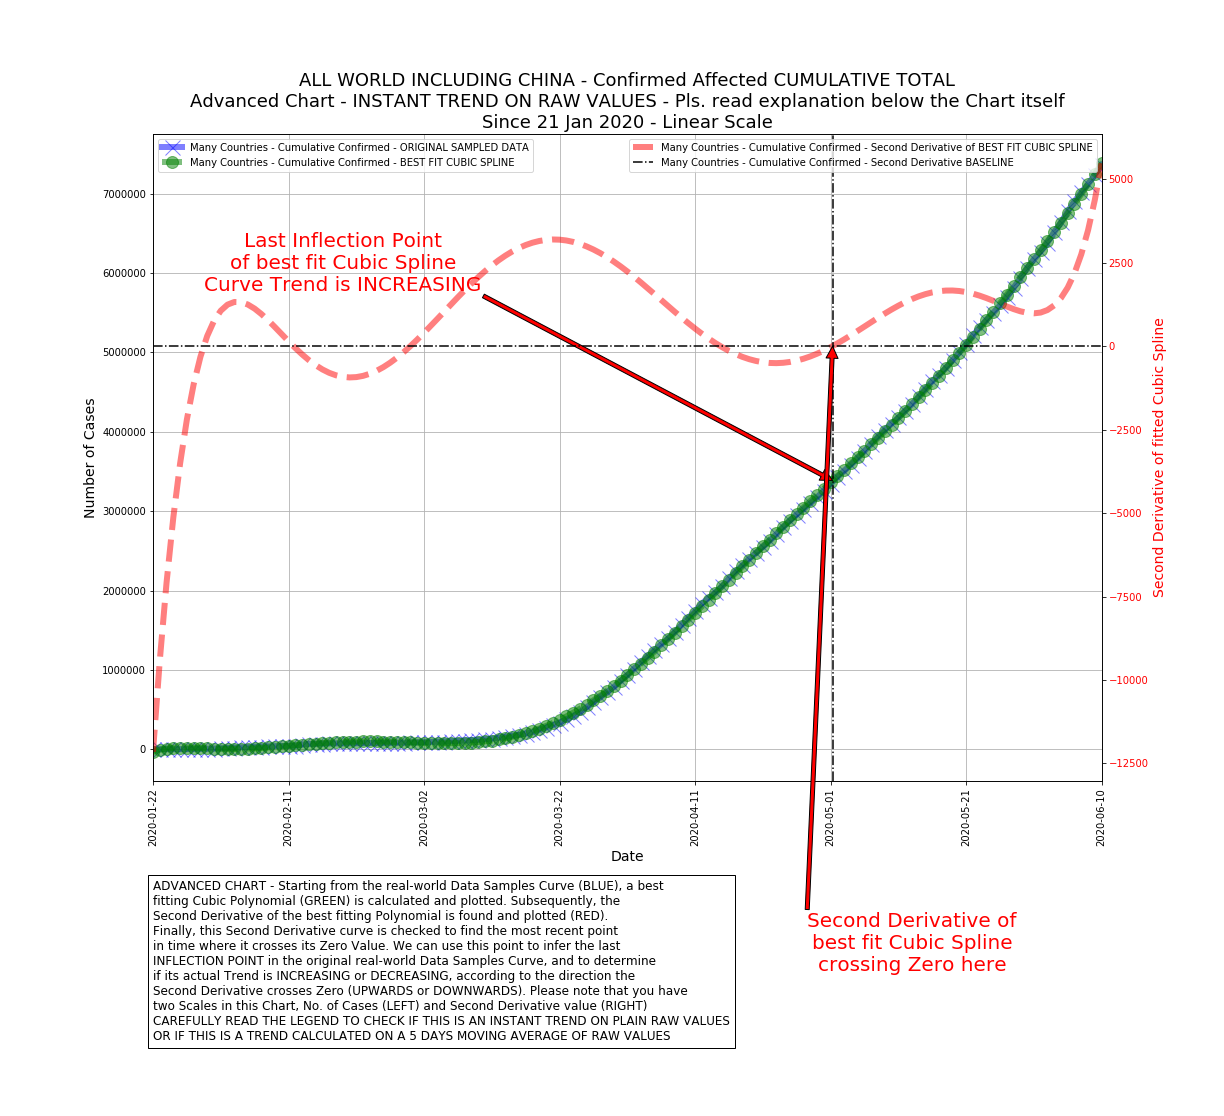 ALL WORLD INCLUDING CHINA - Confirmed Affected CUMULATIVE TOTAL
Advanced Chart - INSTANT TREND ON RAW VALUES - Pls. read explanation below the Chart itself
Since 21 Jan 2020 - Linear Scale
Many Countries - Cumulative Confirmed - ORIGINAL SAMPLED DATA
Many Countries - Cumulative Confirmed - BEST FIT CUBIC SPLINE
Many Countries - Cumulative Confirmed - Second Derivative of BEST FIT CUBIC SPLINE
Many Countries - Cumulative Confirmed - Second Derivative BASELINE
Last Inflection Point
of best fit Cubic Spline
Curve Trend is INCREASING
Number of Cases
7000000
6000000
5000000
4000000
3000000
2000000
1000000
0
5000
2500
0
−2500
−5000
−7500
−10000
−12500
Second Derivative of fitted Cubic Spline
2020-01-22
2020-02-11
2020-03-02
2020-03-22
2020-04-11
2020-05-01
2020-05-21
2020-06-10
Date
Second Derivative of
best fit Cubic Spline
crossing Zero here
ADVANCED CHART - Starting from the real-world Data Samples Curve (BLUE), a best
fitting Cubic Polynomial (GREEN) is calculated and plotted. Subsequently, the
Second Derivative of the best fitting Polynomial is found and plotted (RED).
Finally, this Second Derivative curve is checked to find the most recent point
in time where it crosses its Zero Value. We can use this point to infer the last
INFLECTION POINT in the original real-world Data Samples Curve, and to determine
if its actual Trend is INCREASING or DECREASING, according to the direction the
Second Derivative crosses Zero (UPWARDS or DOWNWARDS). Please note that you have
two Scales in this Chart, No. of Cases (LEFT) and Second Derivative value (RIGHT)
CAREFULLY READ THE LEGEND TO CHECK IF THIS IS AN INSTANT TREND ON PLAIN RAW VALUES
OR IF THIS IS A TREND CALCULATED ON A 5 DAYS MOVING AVERAGE OF RAW VALUES